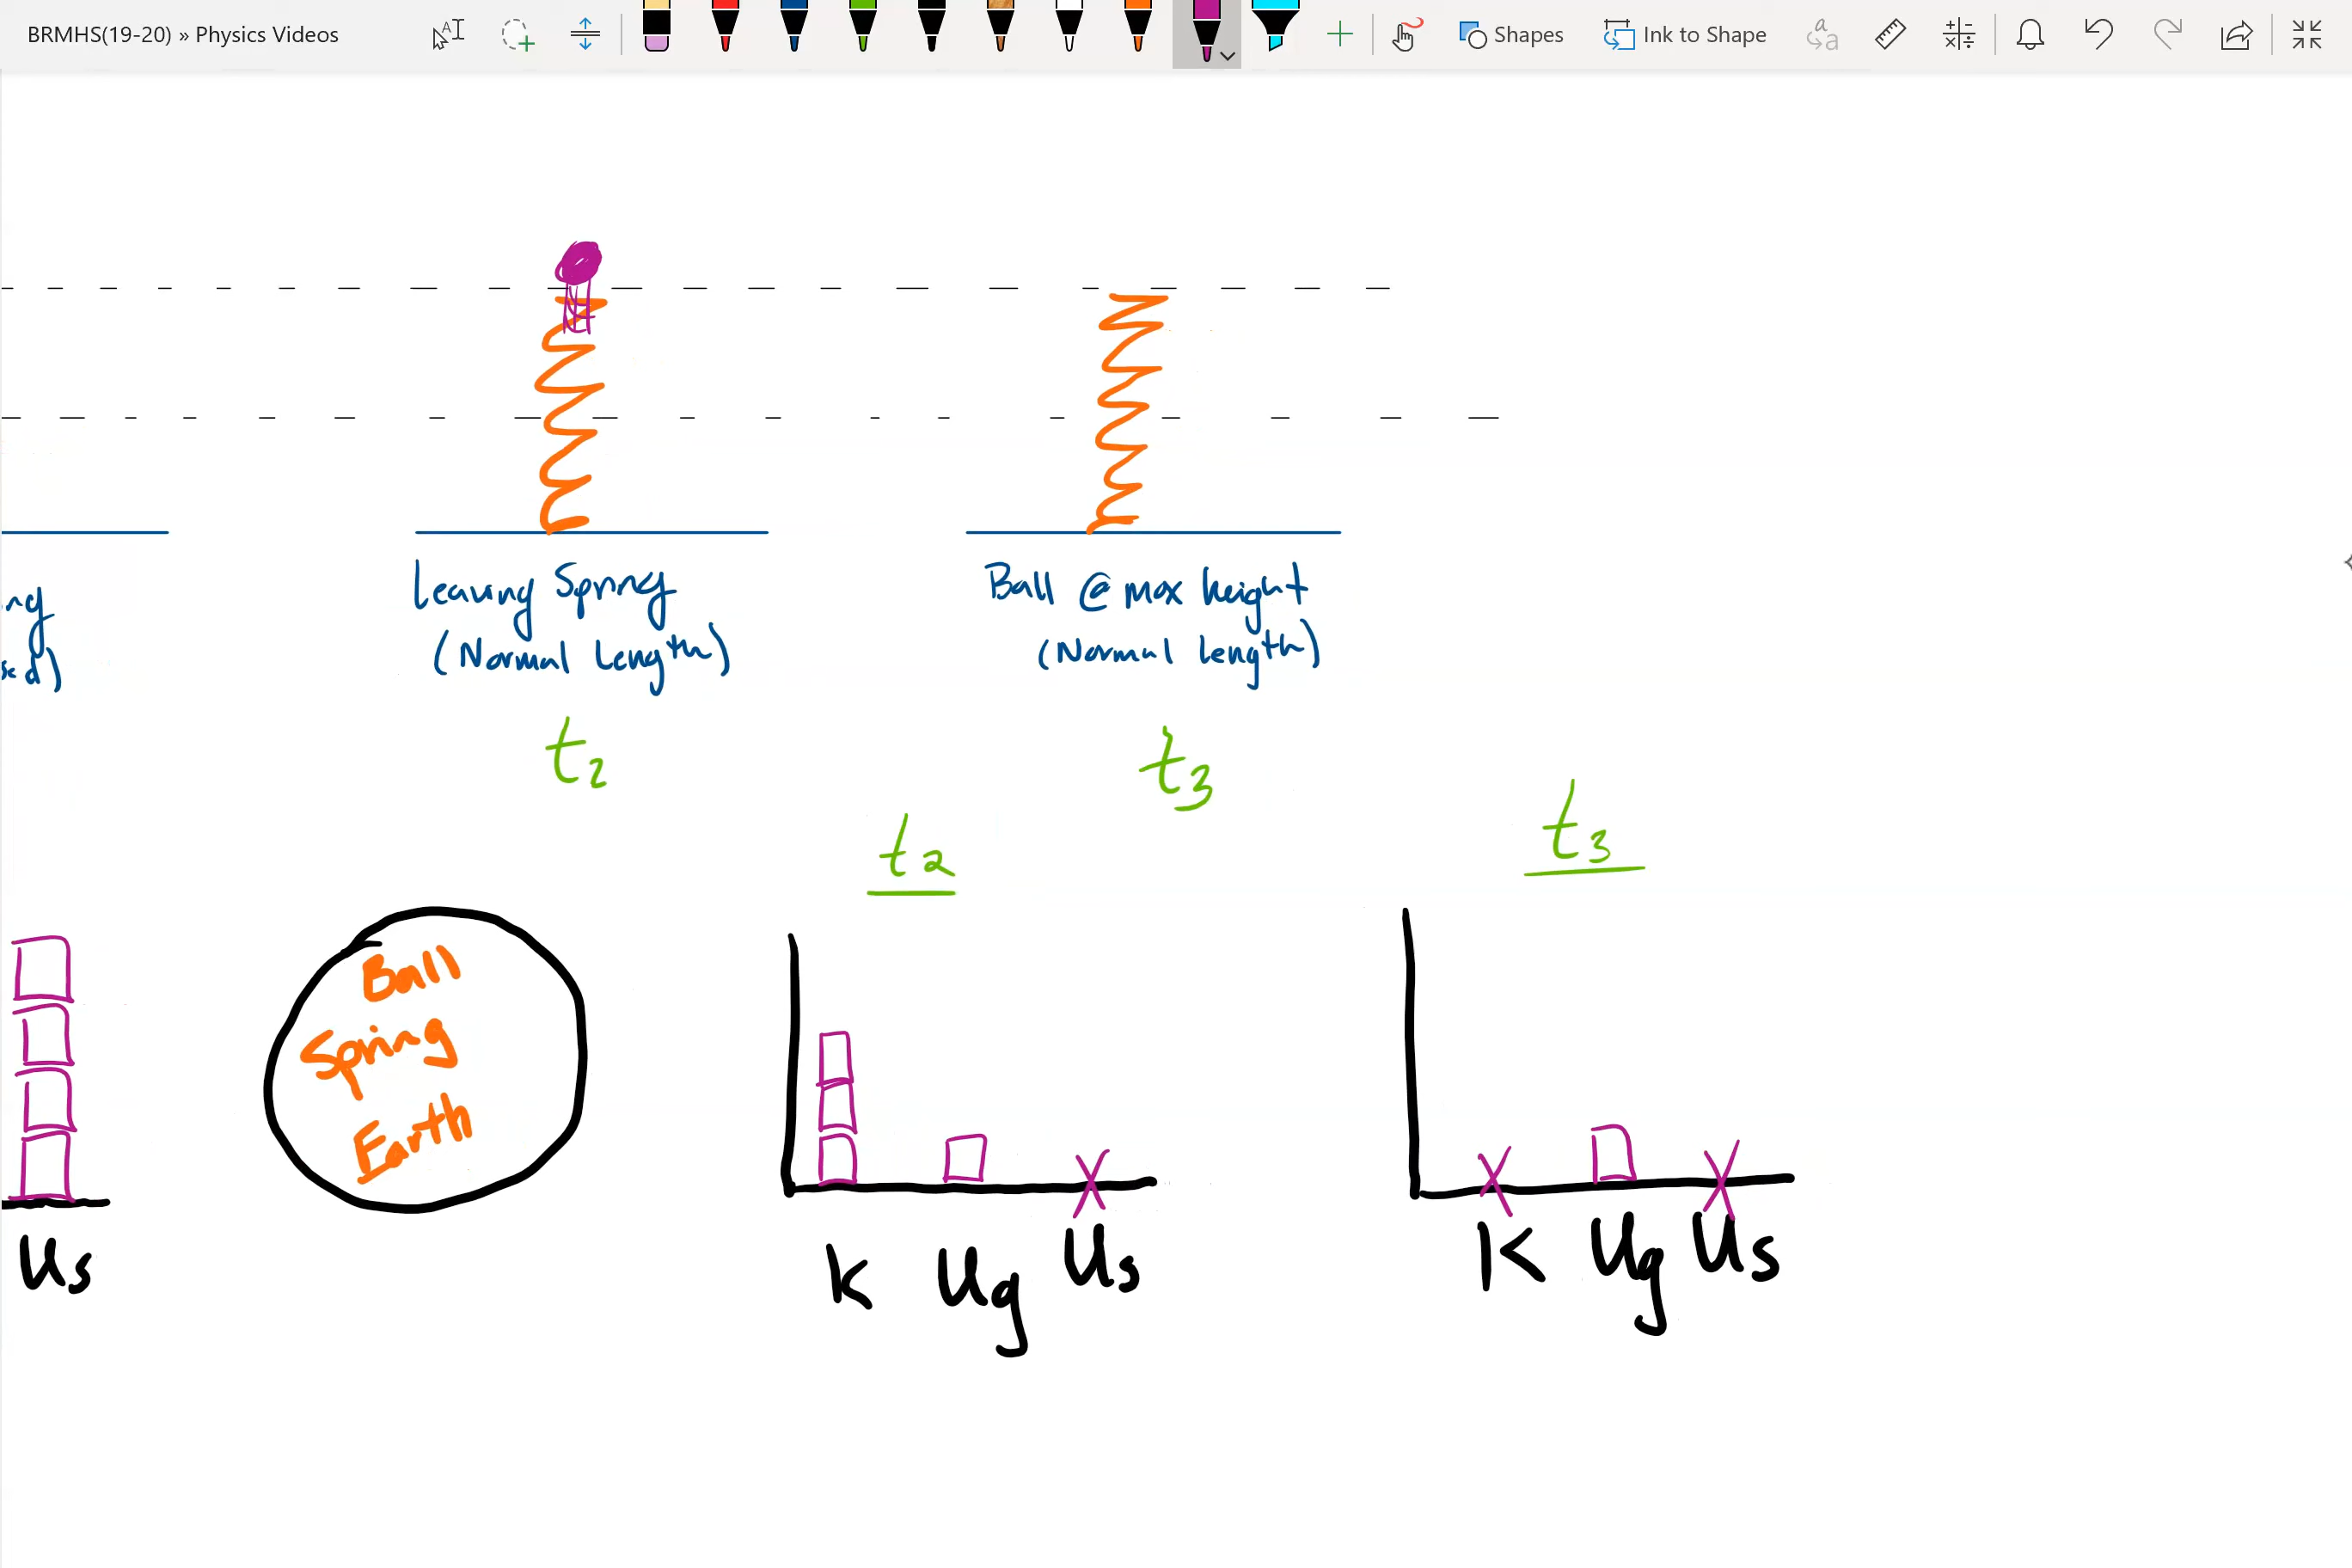 BRMHS(19-20) » Physics Videos
Shapes
Ink to Shape
Leaving Spring
(Normal Length)
Ball @ max height
(Normal Length)
t2
t3
t2
t3
Ball
Spring
Earth
Us
K Ug Us
K Ug Us